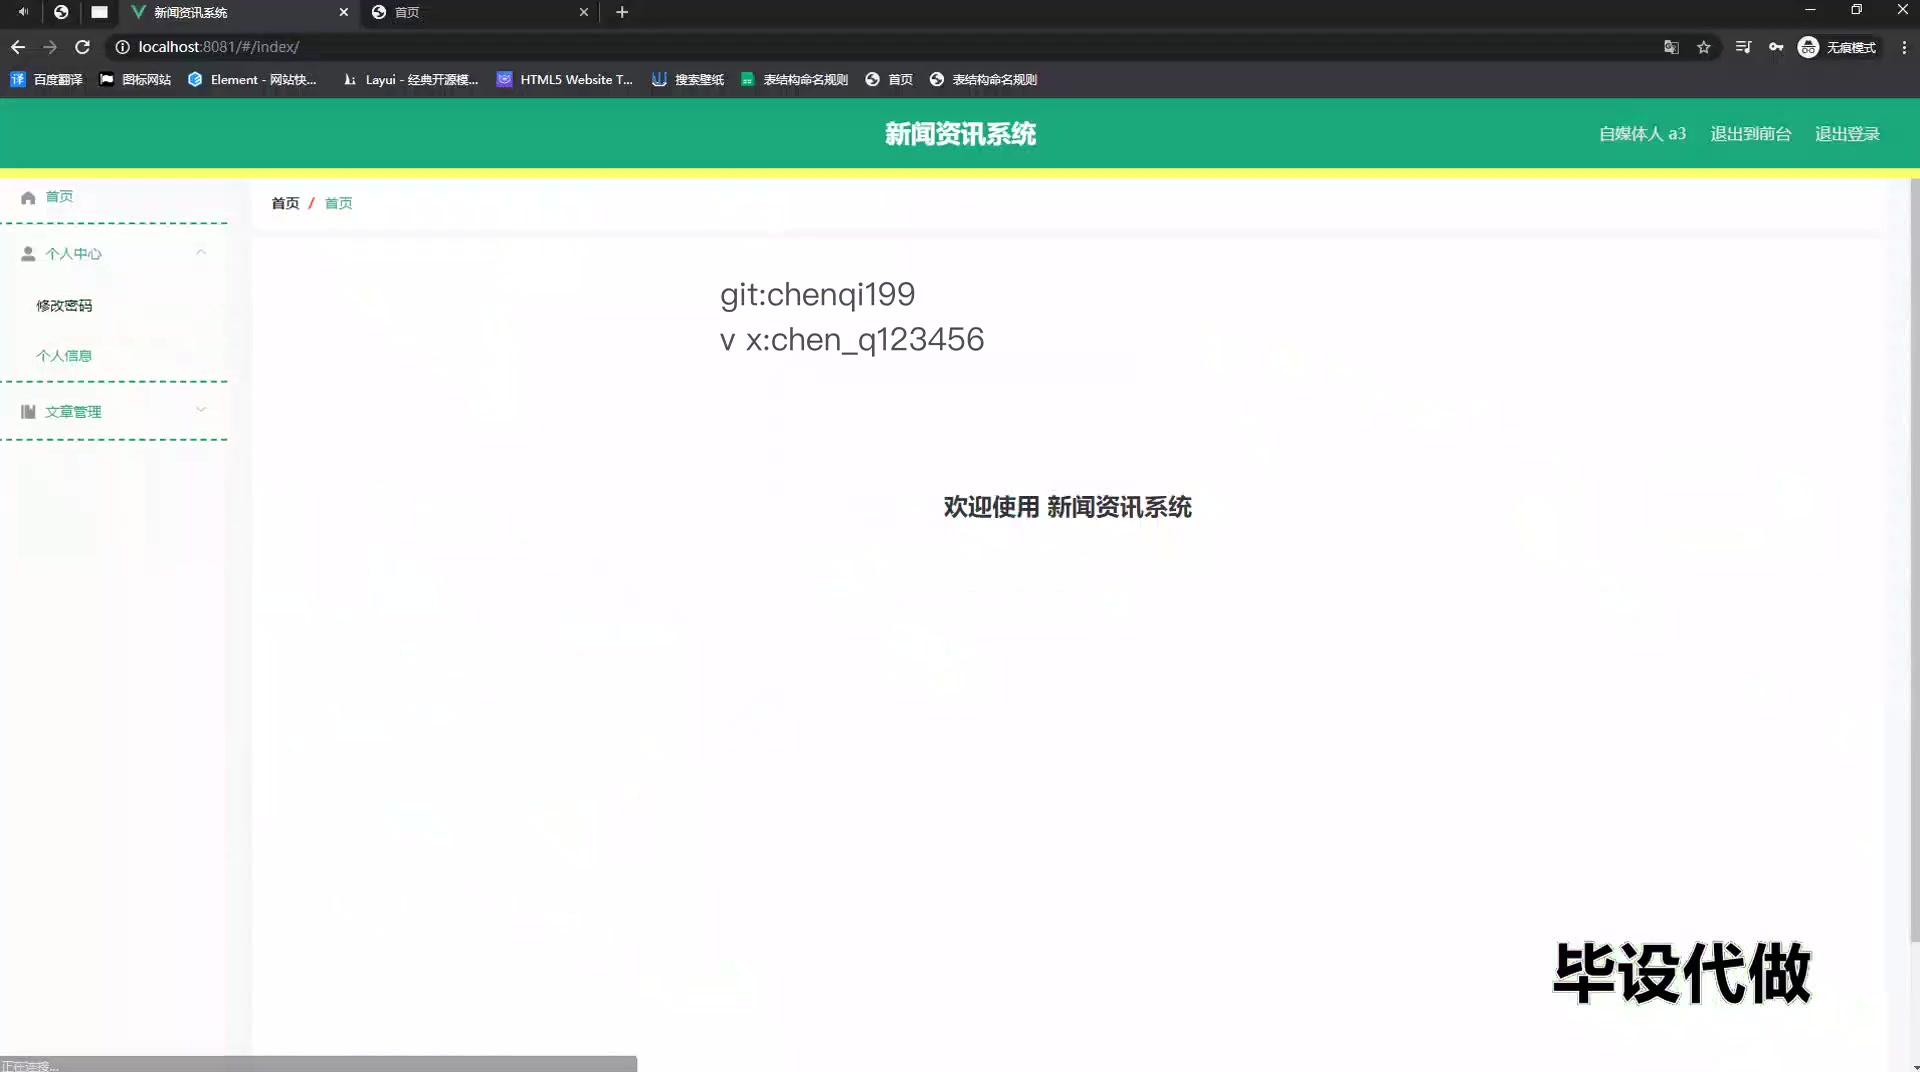 新闻资讯系统
首页
localhost:8081/#/index/
无痕模式
百度翻译 图标网站 Element - 网站快... Layui - 经典开源模... HTML5 Website T... 搜索壁纸 表结构命名规则 首页 表结构命名规则
新闻资讯系统
自媒体人 a3 退出到前台 退出登录
首页
个人中心
修改密码
个人信息
文章管理
首页 / 首页
git:chenqi199
v x:chen_q123456
欢迎使用 新闻资讯系统
毕设代做
正在连接...